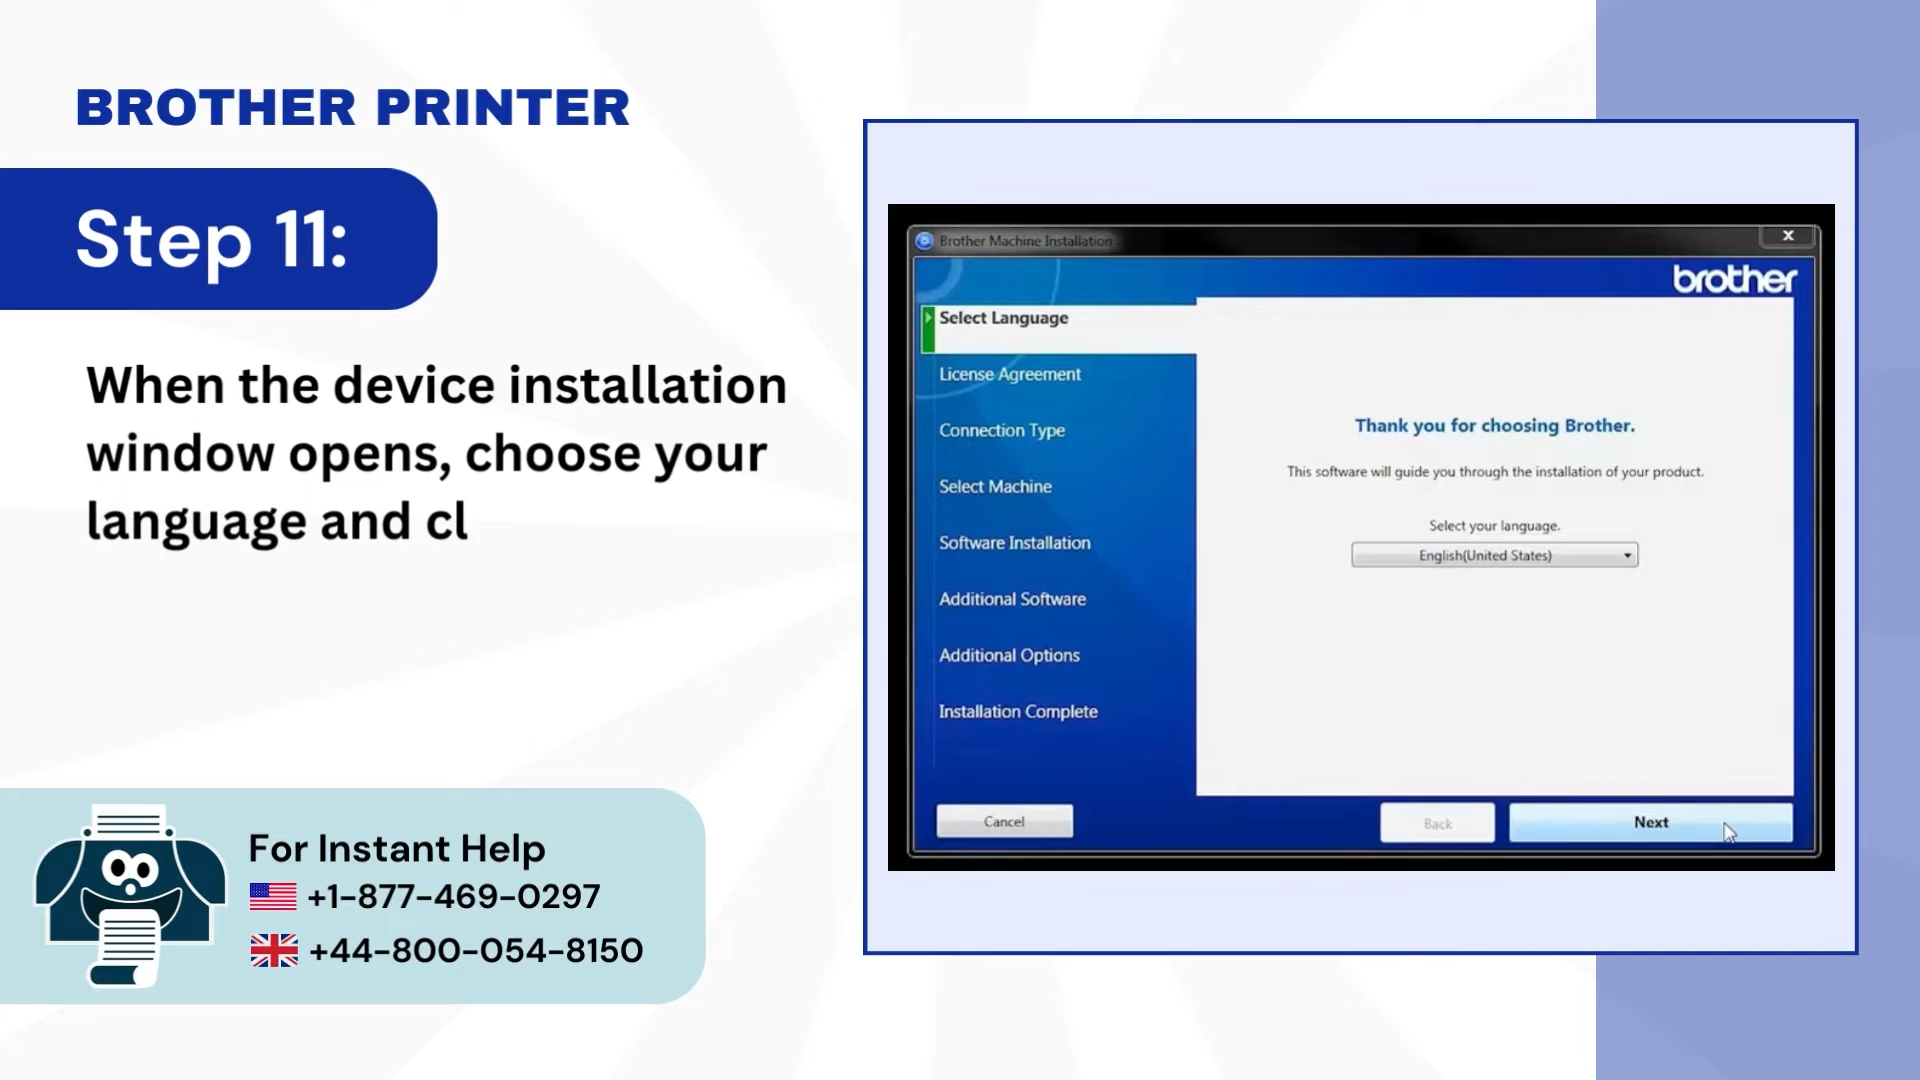 BROTHER PRINTER
Step 11:
When the device installation
window opens, choose your
language and cl
For Instant Help
+1-877-469-0297
+44-800-054-8150
Brother Machine Installation
x
brother
Select Language
License Agreement
Connection Type
Select Machine
Software Installation
Additional Software
Additional Options
Installation Complete
Thank you for choosing Brother.
This software will guide you through the installation of your product.
Select your language.
English(United States)
Cancel
Back
Next